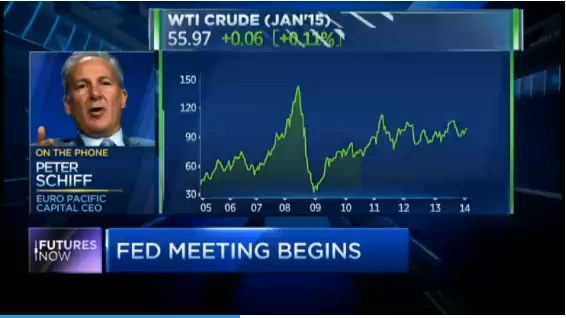 WTI CRUDE (JAN'15)
55.97 +0.06 [+0.11%]
150
120
90
60
30
05 06 07 08 09 10 11 12 13 14
ON THE PHONE
PETER
SCHIFF
EURO PACIFIC
CAPITAL CEO
FUTURES
NOW
FED MEETING BEGINS